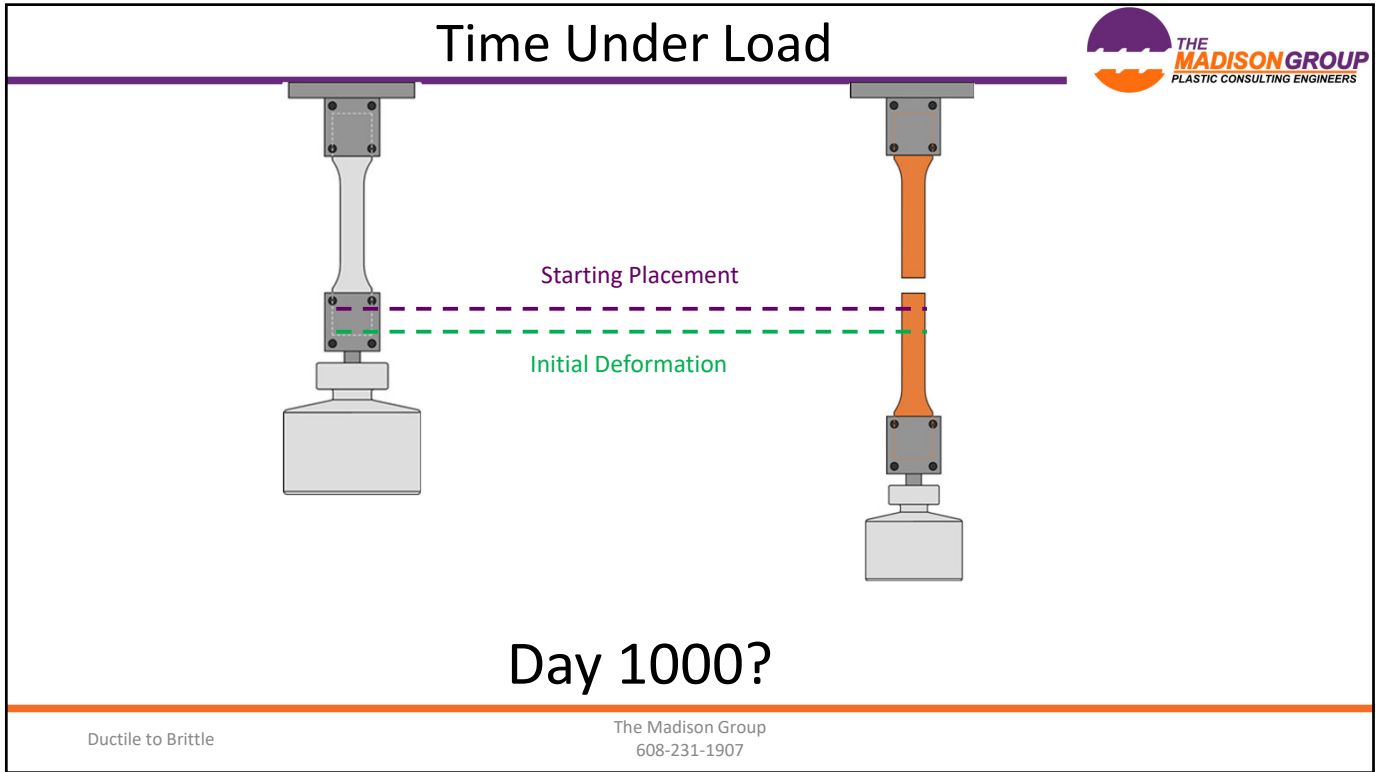 Time Under Load
THE
MADISON GROUP
PLASTIC CONSULTING ENGINEERS
Starting Placement
Initial Deformation
Day 1000?
Ductile to Brittle
The Madison Group
608-231-1907